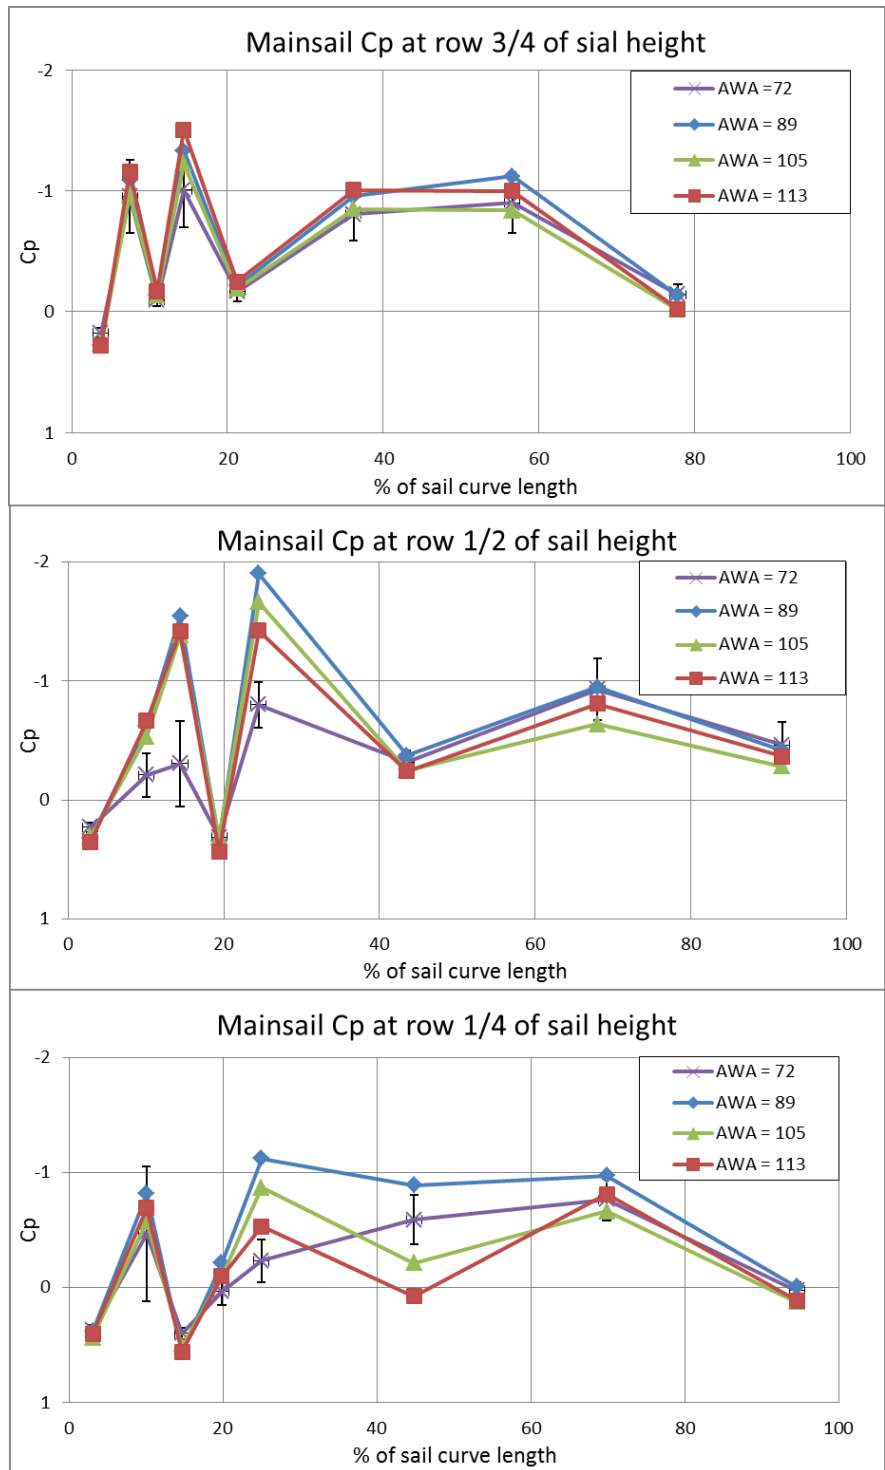 Mainsail Cp at row 3/4 of sial height
-2
AWA =72
AWA = 89
AWA = 105
AWA = 113
-1
Cp
0
1
0 20 40 60 80 100
% of sail curve length
Mainsail Cp at row 1/2 of sail height
-2
AWA = 72
AWA = 89
AWA = 105
AWA = 113
-1
Cp
0
1
0 20 40 60 80 100
% of sail curve length
Mainsail Cp at row 1/4 of sail height
-2
AWA = 72
AWA = 89
AWA = 105
AWA = 113
-1
Cp
0
1
0 20 40 60 80 100
% of sail curve length